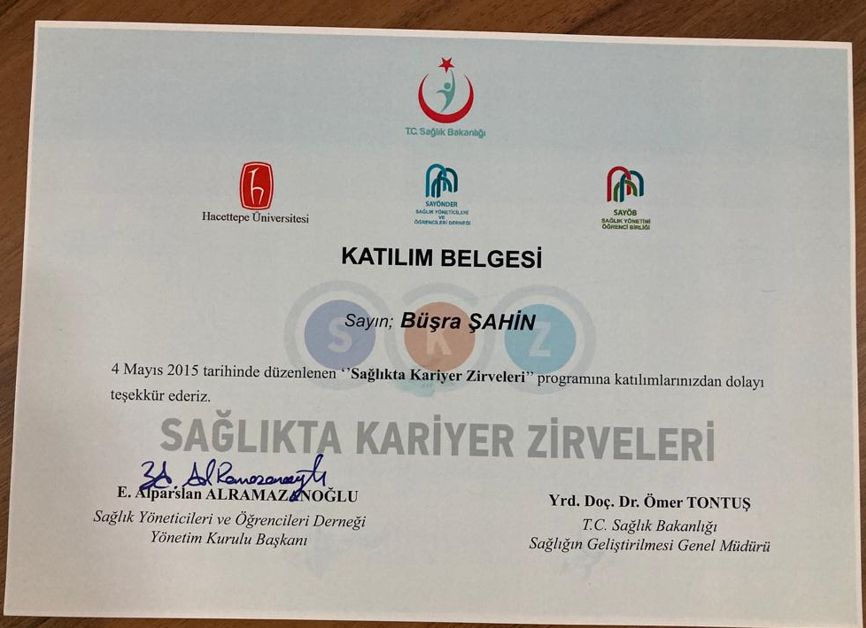 T.C. Sağlık Bakanlığı
Hacettepe Üniversitesi
SAYÖNDER
SAĞLIK YÖNETİCİLERİ
VE
ÖĞRENCİLERİ DERNEĞİ
SAYÖB
SAĞLIK YÖNETİMİ
ÖĞRENCİ BİRLİĞİ
KATILIM BELGESİ
Sayın; Büşra ŞAHİN
S K Z
4 Mayıs 2015 tarihinde düzenlenen ‘’Sağlıkta Kariyer Zirveleri’’ programına katılımlarınızdan dolayı
teşekkür ederiz.
SAĞLIKTA KARİYER ZİRVELERİ
E. Alparslan ALRAMAZANOĞLU
Sağlık Yöneticileri ve Öğrencileri Derneği
Yönetim Kurulu Başkanı
Yrd. Doç. Dr. Ömer TONTUŞ
T.C. Sağlık Bakanlığı
Sağlığın Geliştirilmesi Genel Müdürü